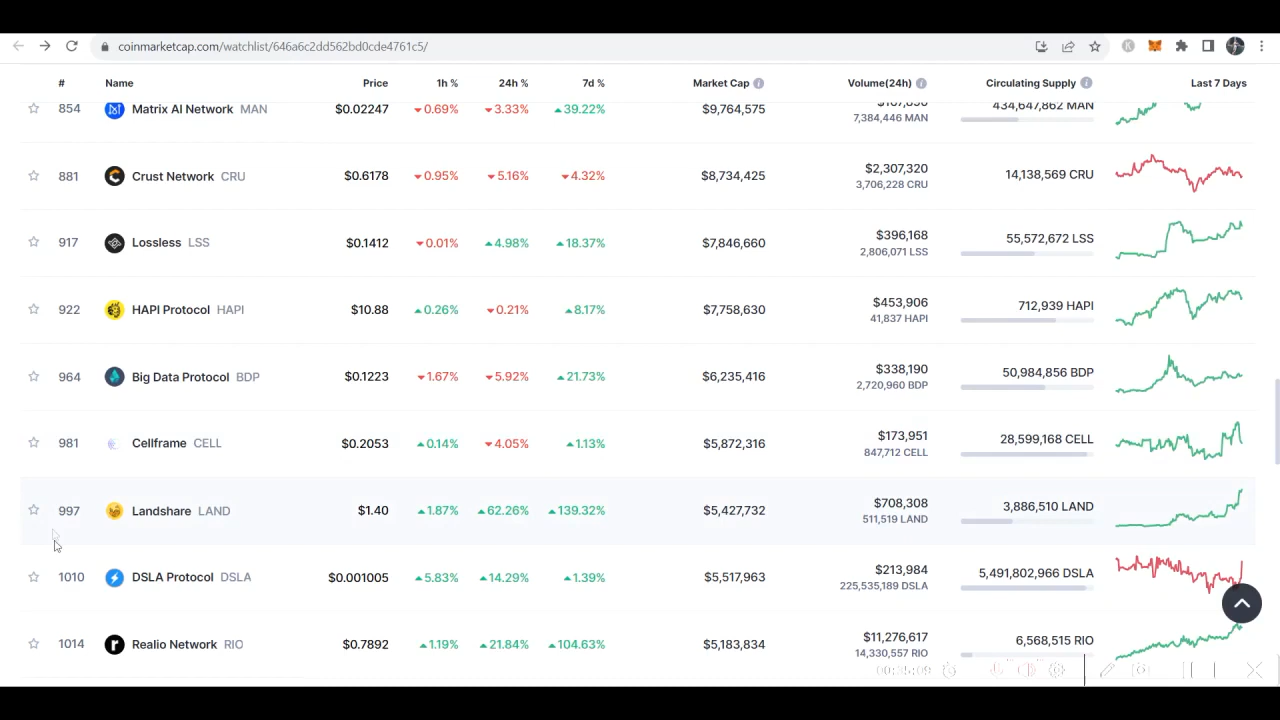 coinmarketcap.com/watchlist/646a6c2dd562bd0cde4761c5/
# Name Price 1h % 24h % 7d % Market Cap Volume(24h) Circulating Supply Last 7 Days
854 Matrix AI Network MAN $0.02247 0.69% 3.33% 39.22% $9,764,575 434,647,862 MAN
7,384,446 MAN
881 Crust Network CRU $0.6178 0.95% 5.16% 4.32% $8,734,425 $2,307,320 14,138,569 CRU
3,706,228 CRU
917 Lossless LSS $0.1412 0.01% 4.98% 18.37% $7,846,660 $396,168 55,572,672 LSS
2,806,071 LSS
922 HAPI Protocol HAPI $10.88 0.26% 0.21% 8.17% $7,758,630 $453,906 712,939 HAPI
41,837 HAPI
964 Big Data Protocol BDP $0.1223 1.67% 5.92% 21.73% $6,235,416 $338,190 50,984,856 BDP
2,720,960 BDP
981 Cellframe CELL $0.2053 0.14% 4.05% 1.13% $5,872,316 $173,951 28,599,168 CELL
847,712 CELL
997 Landshare LAND $1.40 1.87% 62.26% 139.32% $5,427,732 $708,308 3,886,510 LAND
511,519 LAND
1010 DSLA Protocol DSLA $0.001005 5.83% 14.29% 1.39% $5,517,963 $213,984 5,491,802,966 DSLA
225,535,189 DSLA
1014 Realio Network RIO $0.7892 1.19% 21.84% 104.63% $5,183,834 $11,276,617 6,568,515 RIO
14,330,557 RIO